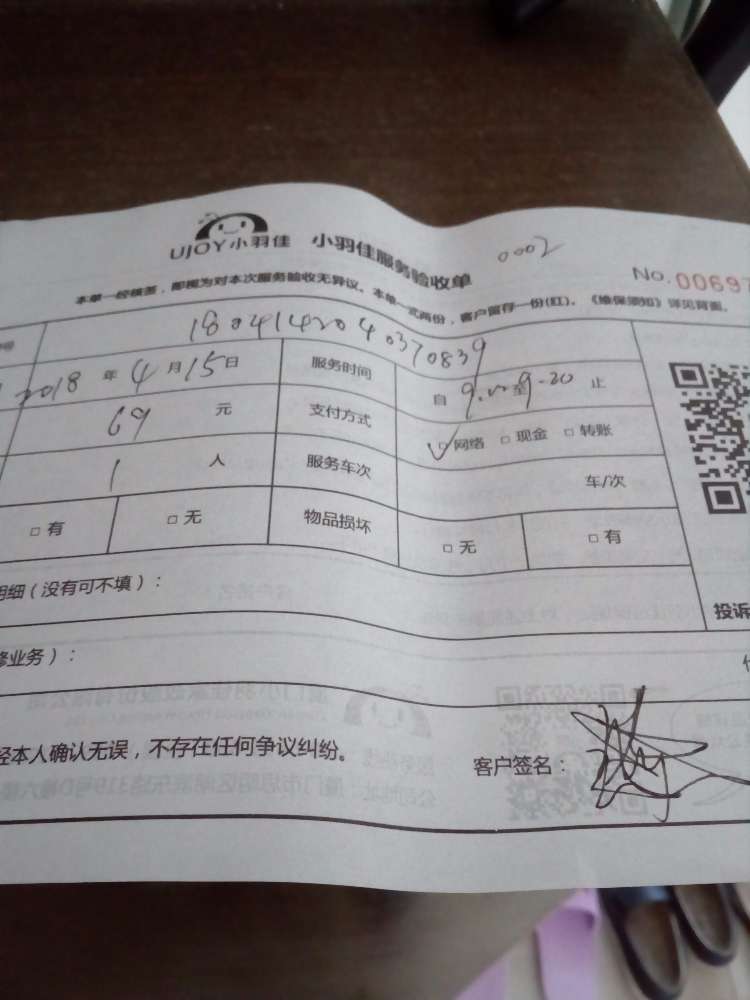 UJOY小羽佳 小羽佳服务验收单 0002
No.00697
本单一经核签，即视为对本次服务验收无异议。本单一式两份，客户留存一份(红)。《维保须知》详见背面。
1804142040370839
2018 年 4 月 15 日 服务时间 自 至 9.20 止
69 元 支付方式 网络 现金 转账
1 人 服务车次 车/次
有 无 物品损坏 无 有
明细（没有可不填）：
投诉
修业务）：
经本人确认无误，不存在任何争议纠纷。 客户签名：